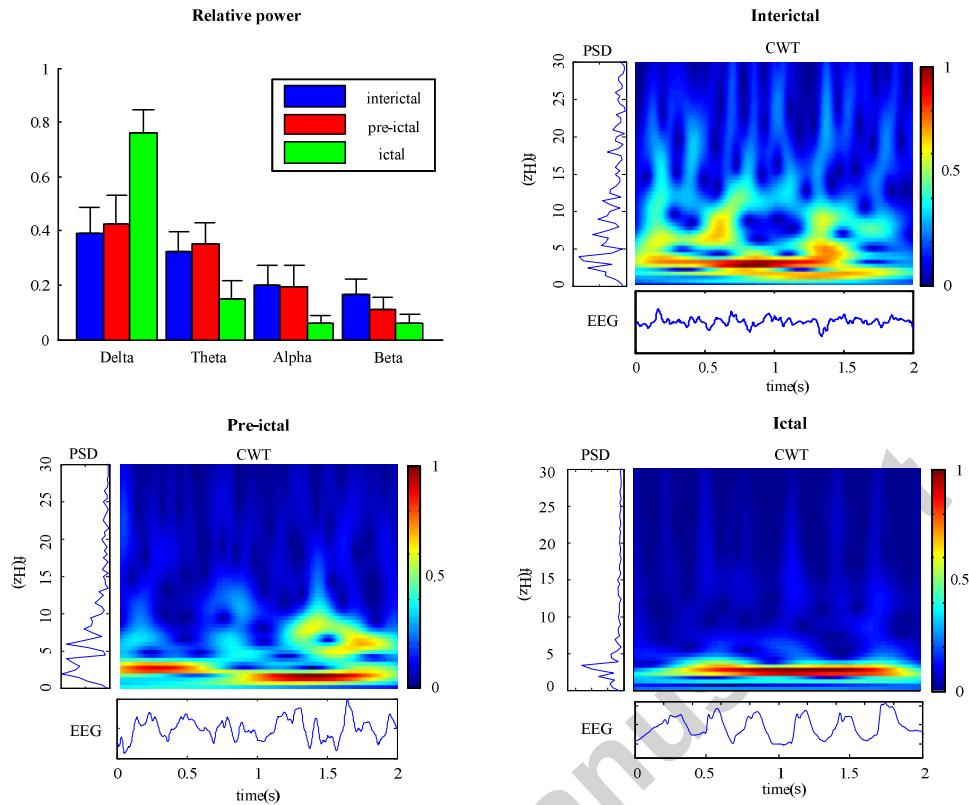 Relative power
1
0.8
0.6
0.4
0.2
0
interictal
pre-ictal
ictal
Delta Theta Alpha Beta
Interictal
PSD CWT
30
25
20
15
10
5
0
f(Hz)
1
0.5
0
EEG
0 0.5 1 1.5 2
time(s)
Pre-ictal
PSD CWT
30
25
20
15
10
5
0
f(Hz)
1
0.5
0
EEG
0 0.5 1 1.5 2
time(s)
Ictal
PSD CWT
30
25
20
15
10
5
0
f(Hz)
1
0.5
0
EEG
0 0.5 1 1.5 2
time(s)